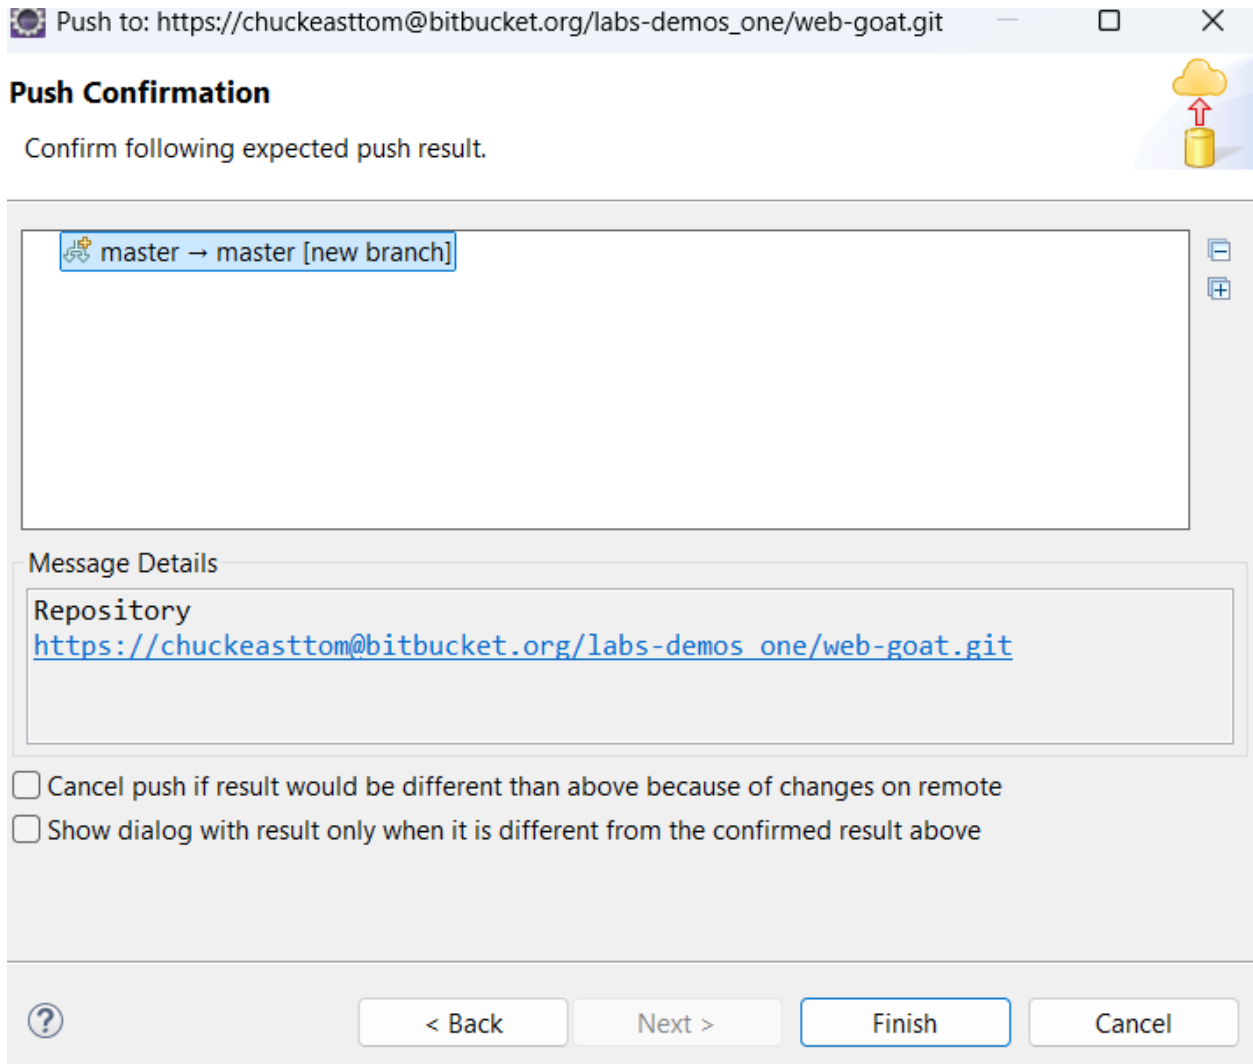 Push to: https://chuckeasttom@bitbucket.org/labs-demos_one/web-goat.git
Push Confirmation
Confirm following expected push result.
master → master [new branch]
Message Details
Repository
https://chuckeasttom@bitbucket.org/labs-demos_one/web-goat.git
Cancel push if result would be different than above because of changes on remote
Show dialog with result only when it is different from the confirmed result above
? < Back Next > Finish Cancel